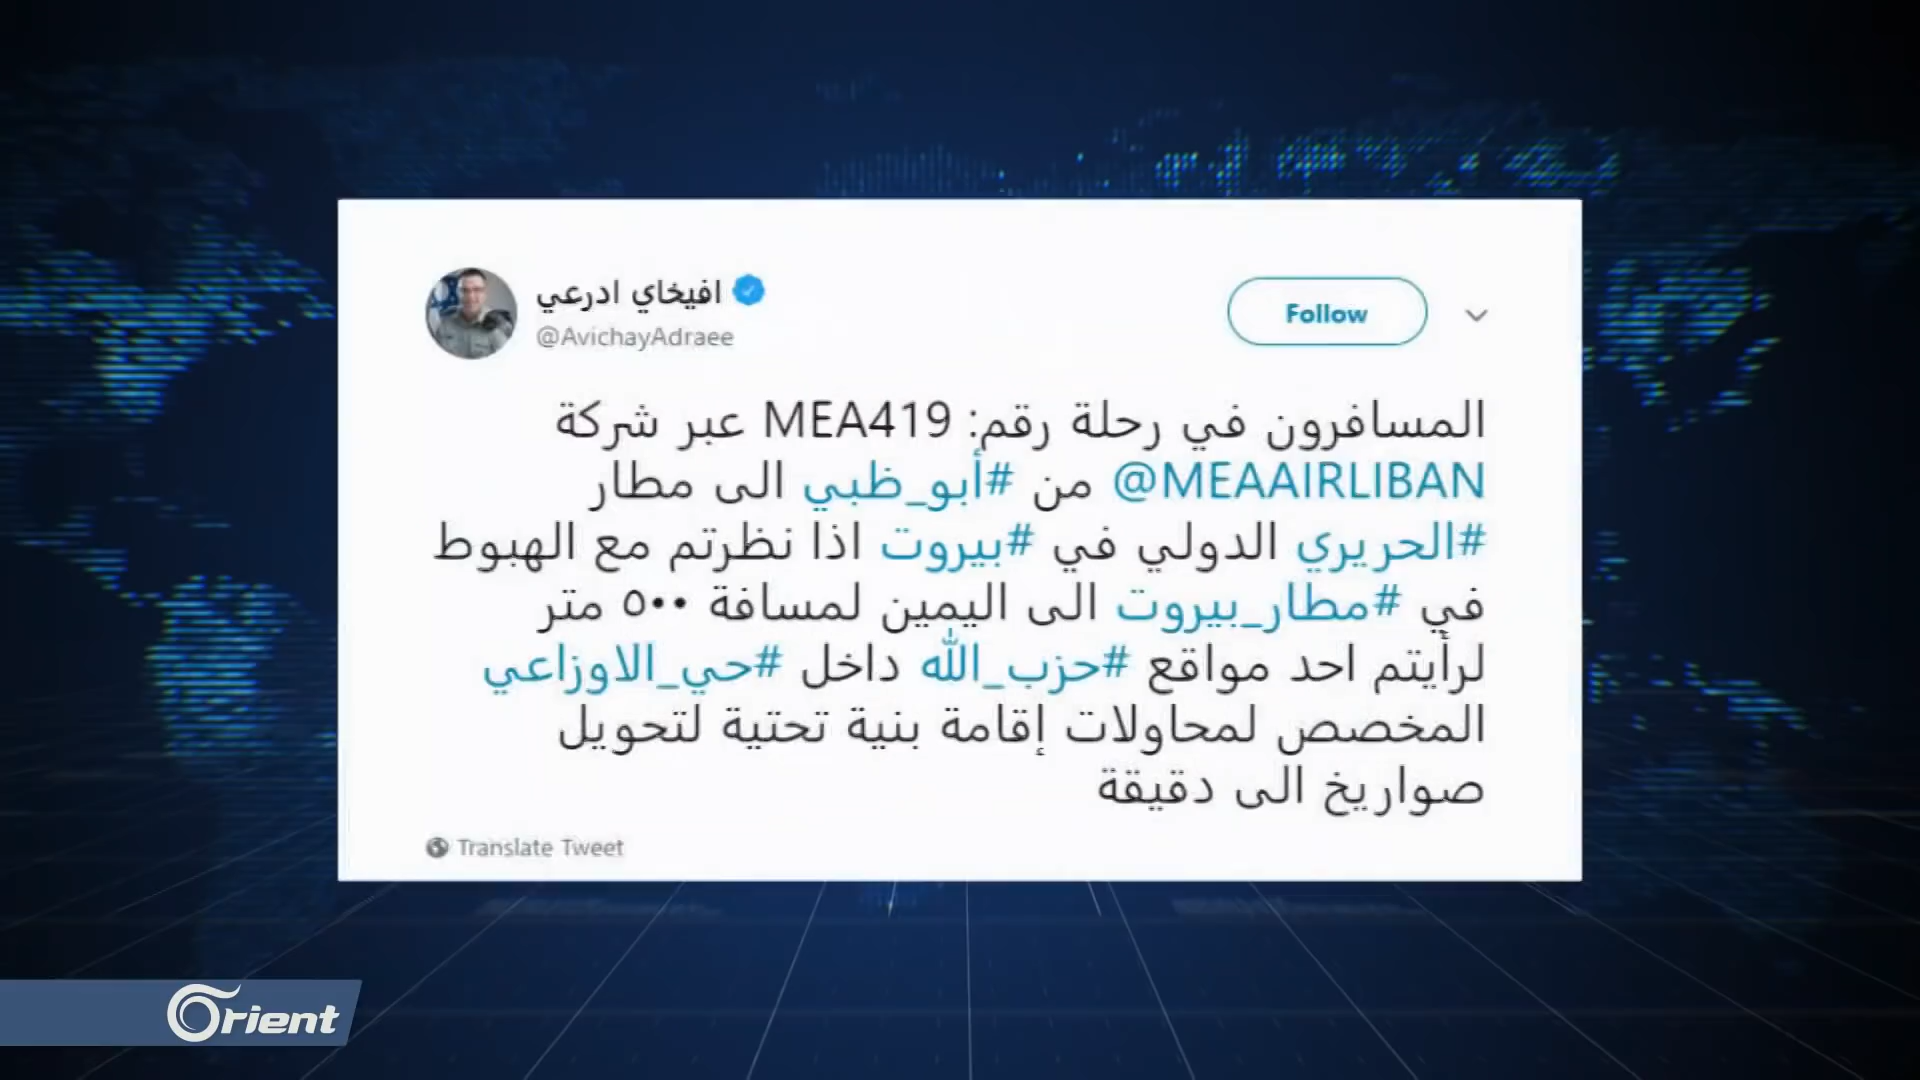 افيخاي ادرعي
@AvichayAdraee
Follow
المسافرون في رحلة رقم: MEA419 عبر شركة
@MEAAIRLIBAN من #أبو_ظبي الى مطار
#الحريري الدولي في #بيروت اذا نظرتم مع الهبوط
في #مطار_بيروت الى اليمين لمسافة ٥٠٠ متر
لرأيتم احد مواقع #حزب_الله داخل #حي_الاوزاعي
المخصص لمحاولات إقامة بنية تحتية لتحويل
صواريخ الى دقيقة
Translate Tweet
Orient